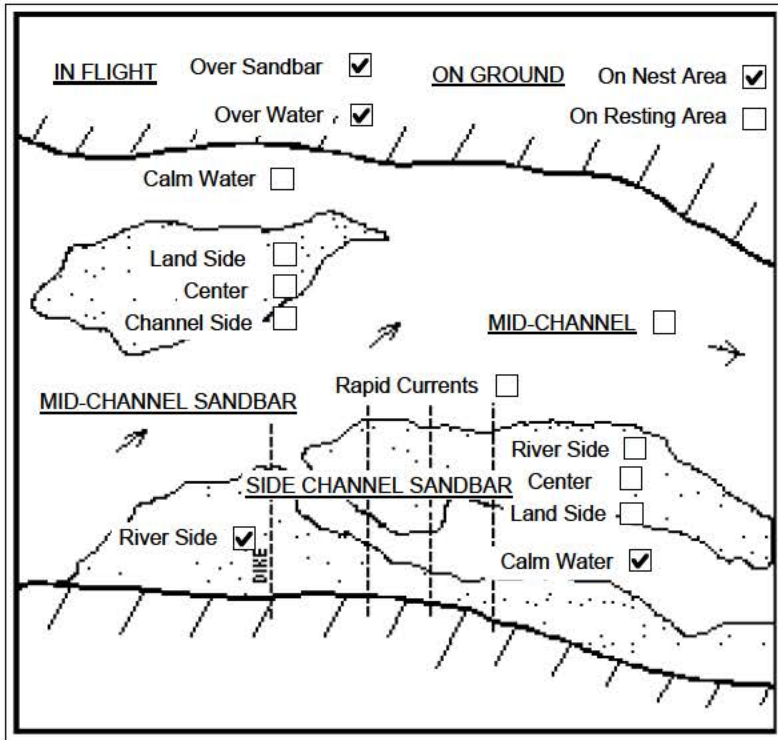 IN FLIGHT Over Sandbar ON GROUND On Nest Area
Over Water On Resting Area
Calm Water
Land Side
Center
Channel Side
MID-CHANNEL
Rapid Currents
MID-CHANNEL SANDBAR
River Side
SIDE CHANNEL SANDBAR Center
Land Side
River Side
DIKE
Calm Water